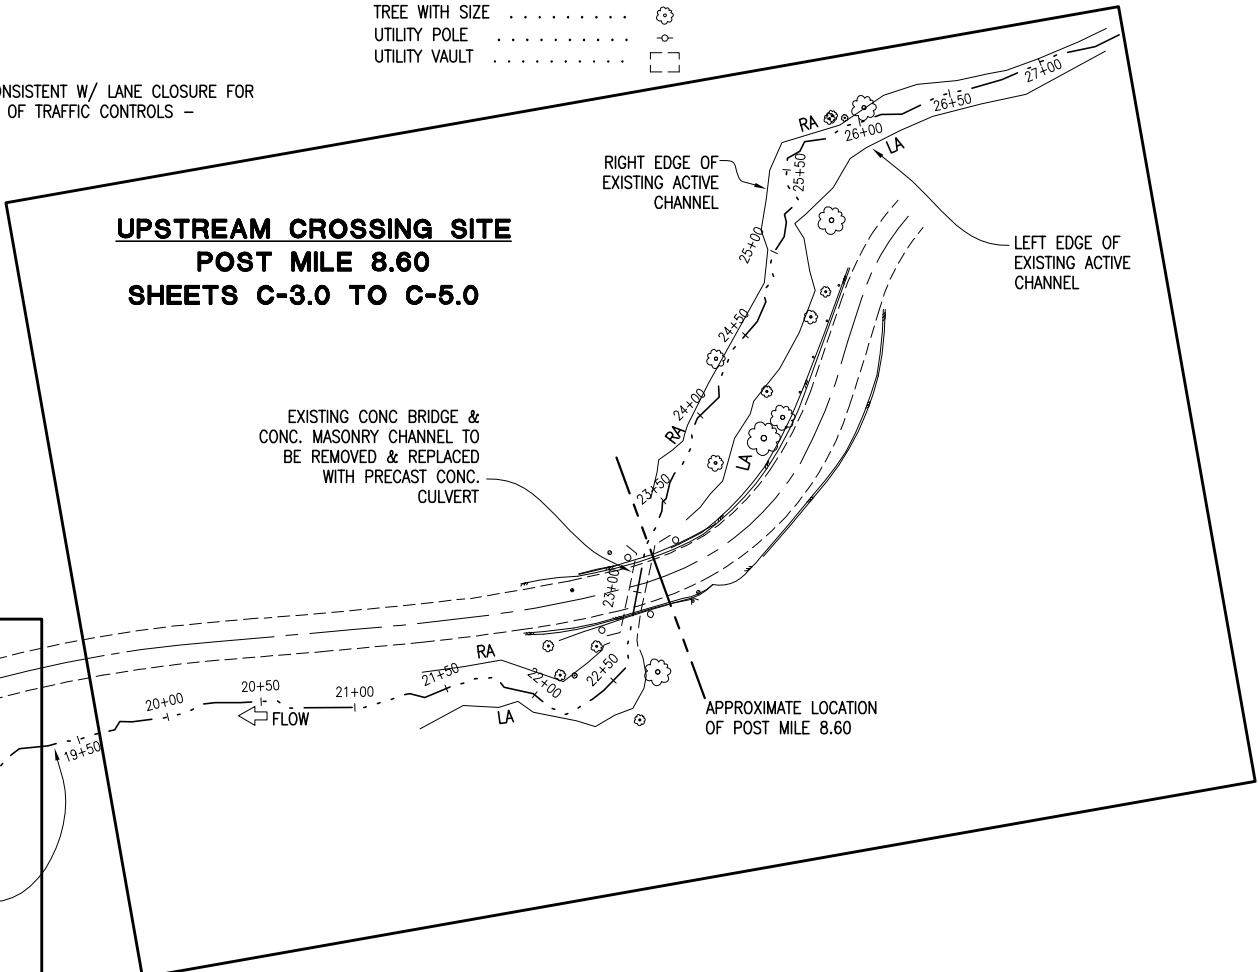 TREE WITH SIZE . . . . . . . . .
UTILITY POLE . . . . . . . . . .
UTILITY VAULT . . . . . . . . . .
W/ LANE CLOSURE FOR
OF TRAFFIC CONTROLS –
UPSTREAM CROSSING SITE
POST MILE 8.60
SHEETS C-3.0 TO C-5.0
RIGHT EDGE OF
EXISTING ACTIVE
CHANNEL
LEFT EDGE OF
EXISTING ACTIVE
CHANNEL
RA
LA
27+00
26+50
26+00
25+50
25+00
24+50
24+00
RA
LA
23+50
EXISTING CONC BRIDGE &
CONC. MASONRY CHANNEL TO
BE REMOVED & REPLACED
WITH PRECAST CONC.
CULVERT
23+00
RA
22+50
22+00
21+50
21+00
20+50
20+00
19+50
FLOW
LA
APPROXIMATE LOCATION
OF POST MILE 8.60